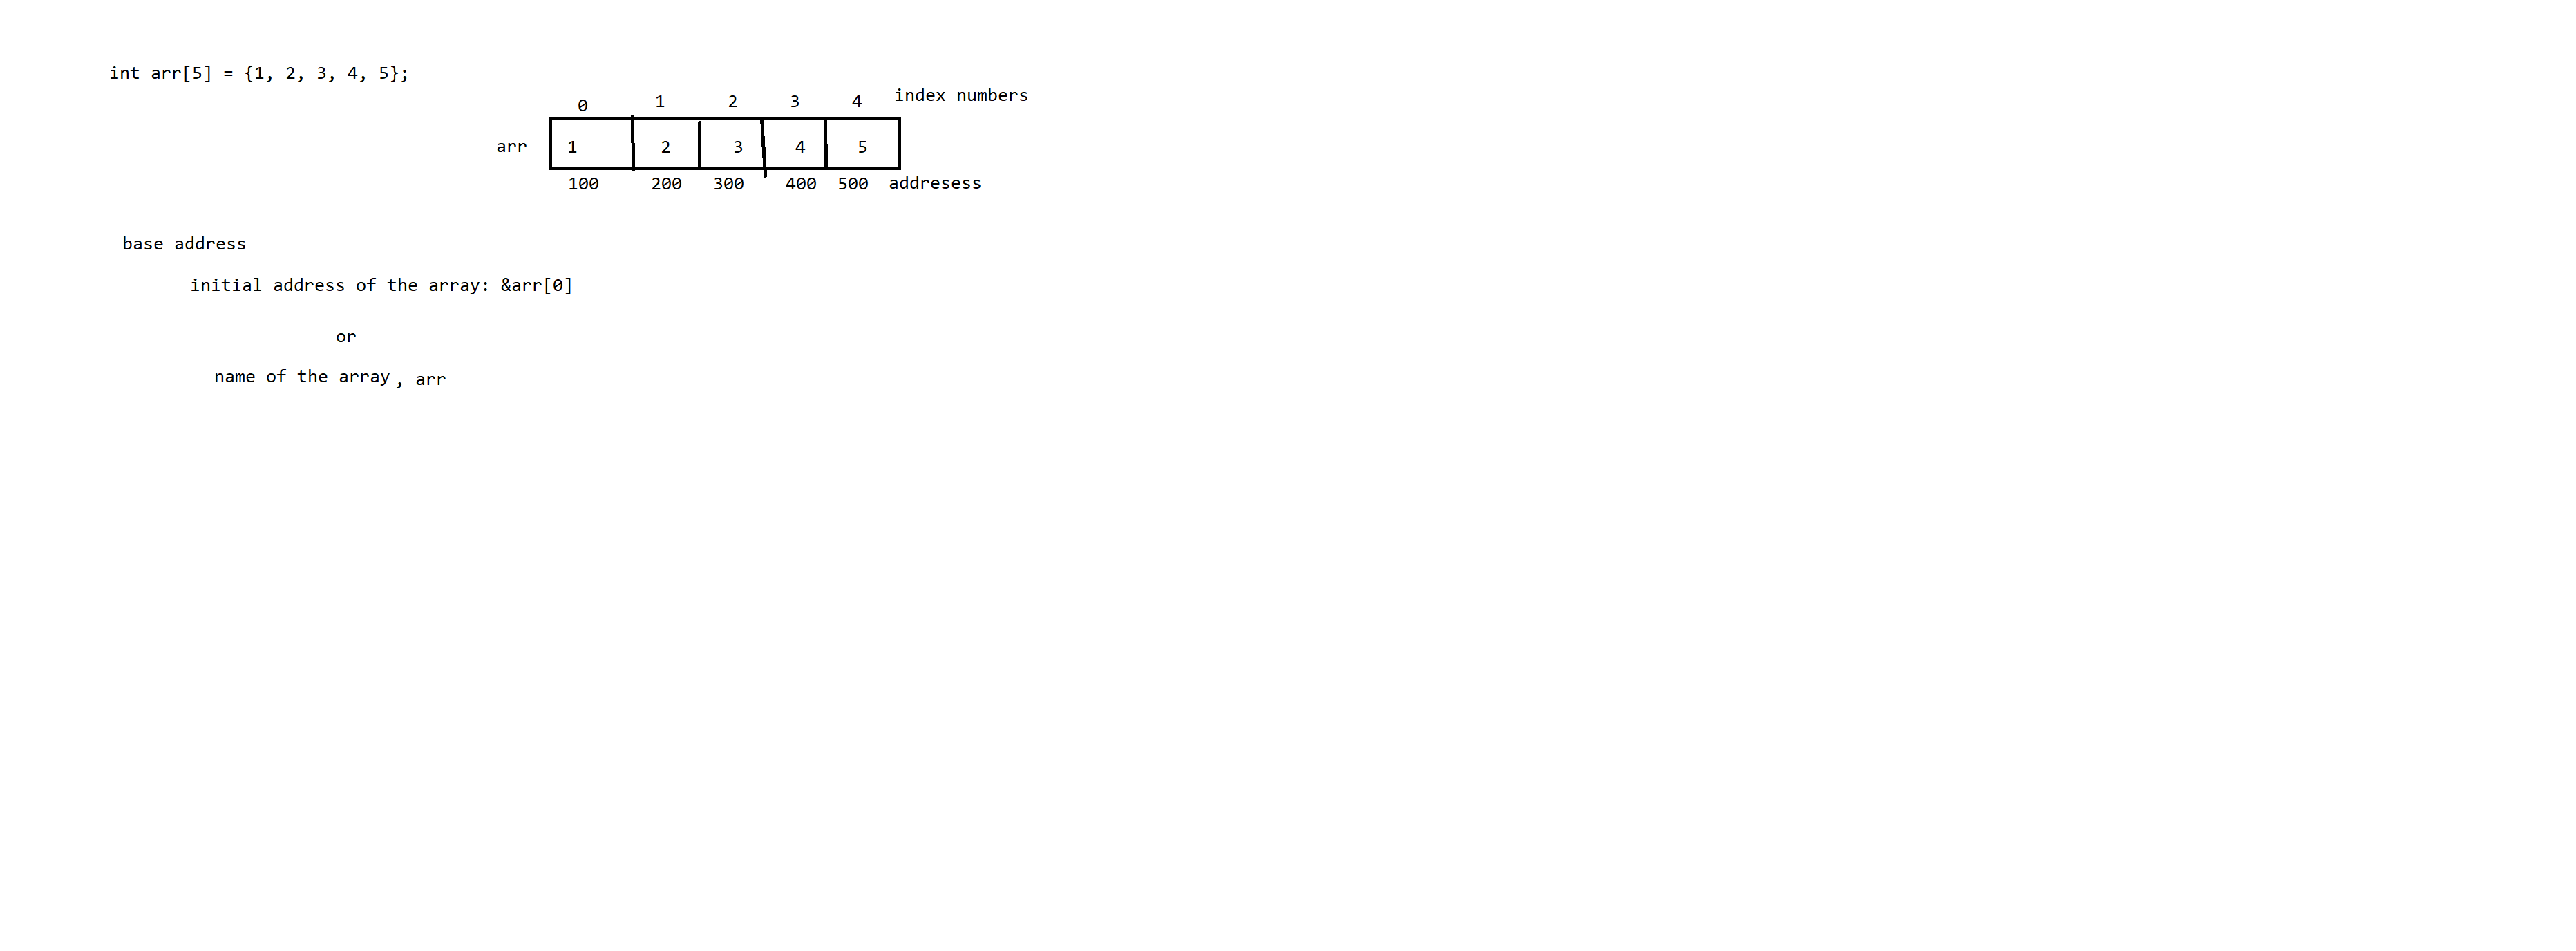 int arr[5] = {1, 2, 3, 4, 5};
0 1 2 3 4 index numbers
arr 1 2 3 4 5
100 200 300 400 500 addresess
base address
initial address of the array: &arr[0]
or
name of the array, arr